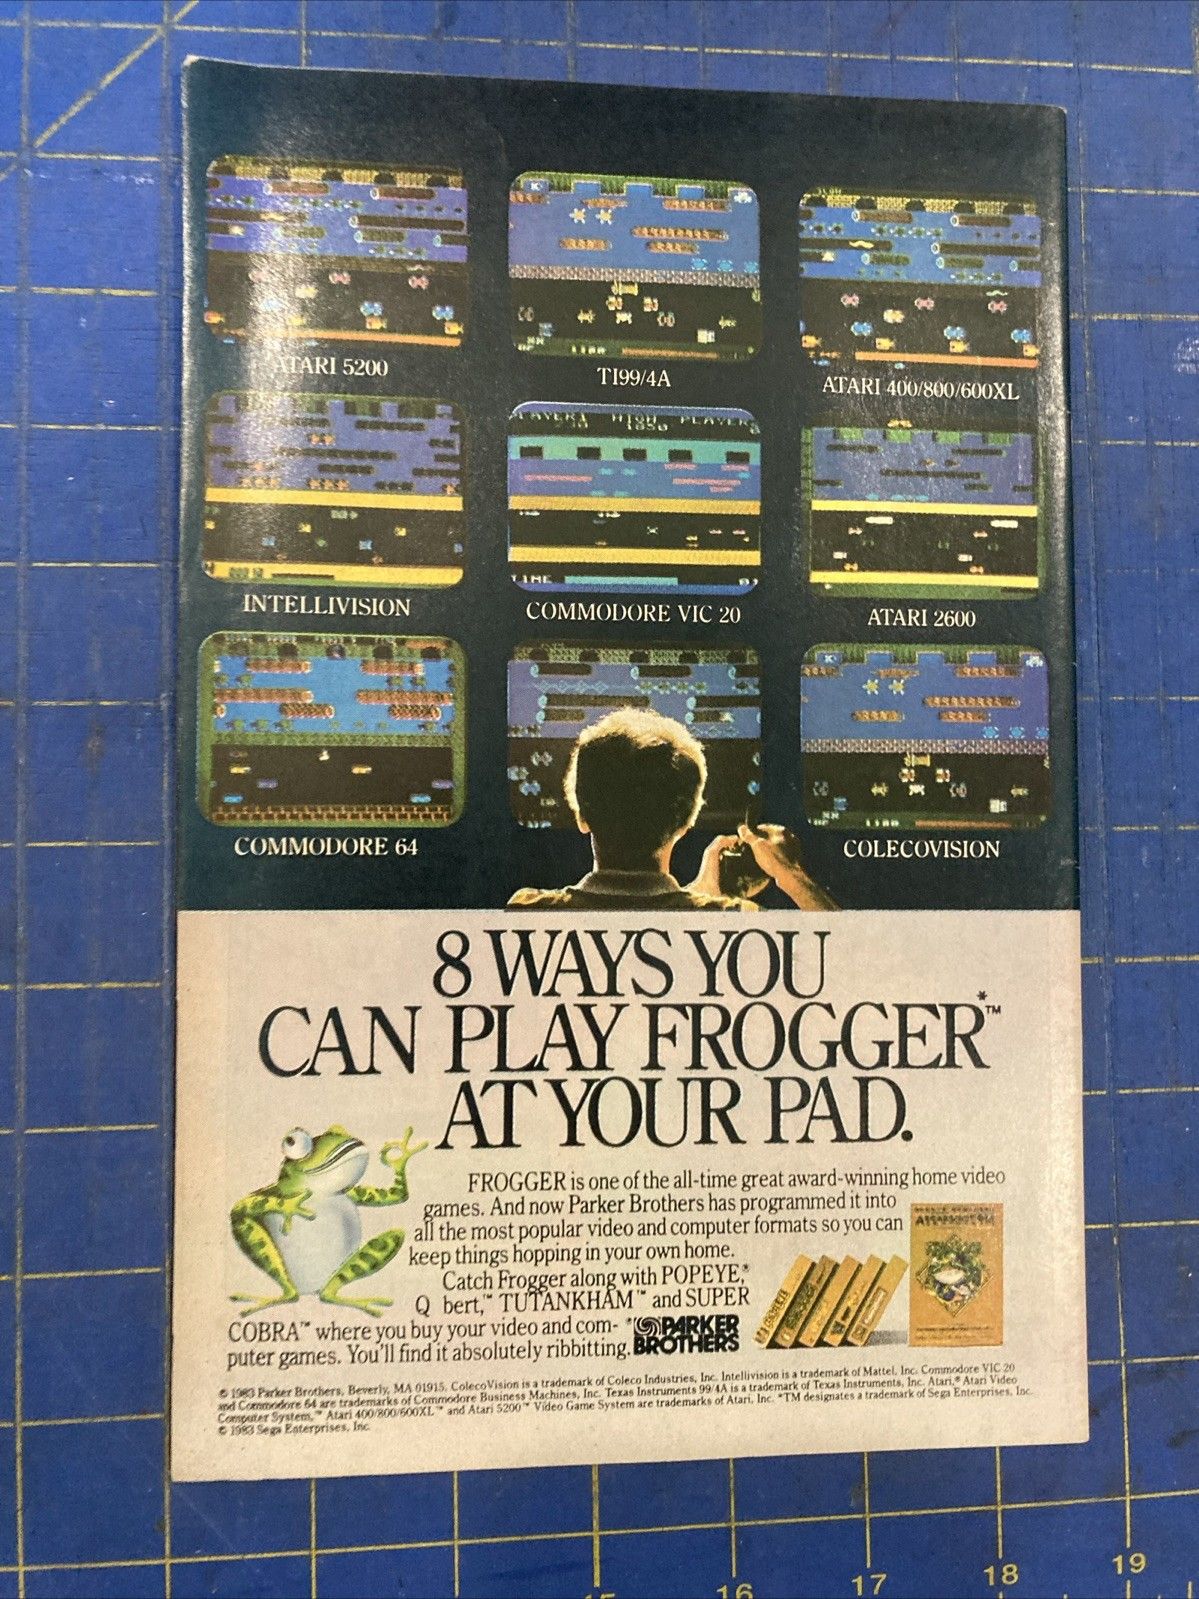 ATARI 5200
TI99/4A
ATARI 400/800/600XL
PLAYER1 HIGH PLAYER
1850
TIME
INTELLIVISION
COMMODORE VIC 20
ATARI 2600
COMMODORE 64
COLECOVISION
8 WAYS YOU
CAN PLAY FROGGER*™
AT YOUR PAD.
FROGGER is one of the all-time great award-winning home video
games. And now Parker Brothers has programmed it into
all the most popular video and computer formats so you can
keep things hopping in your own home.
Catch Frogger along with POPEYE,*
Q bert,™ TUTANKHAM™ and SUPER
COBRA™ where you buy your video and com-
puter games. You'll find it absolutely ribbitting.
PARKER
BROTHERS
© 1983 Parker Brothers, Beverly, MA 01915. ColecoVision is a trademark of Coleco Industries, Inc. Intellivision is a trademark of Mattel, Inc. Commodore VIC 20
and Commodore 64 are trademarks of Commodore Business Machines, Inc. Texas Instruments 99/4A is a trademark of Texas Instruments, Inc. Atari,® Atari Video
Computer System,™ Atari 400/800/600XL™ and Atari 5200™ Video Game System are trademarks of Atari, Inc. *TM designates a trademark of Sega Enterprises, Inc.
© 1983 Sega Enterprises, Inc.
15 16 17 18 19